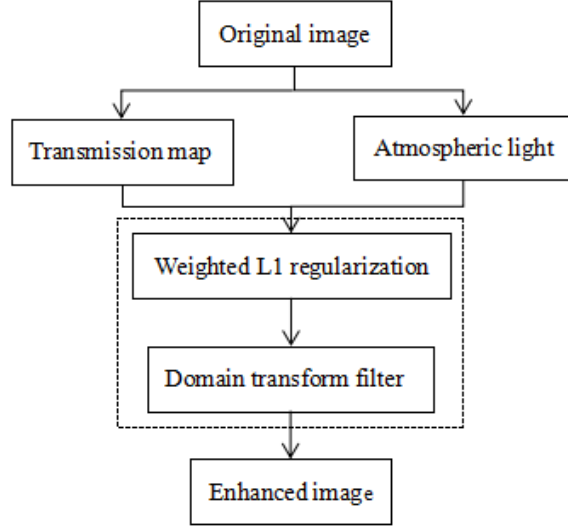 Original image
Transmission map
Atmospheric light
Weighted L1 regularization
Domain transform filter
Enhanced image